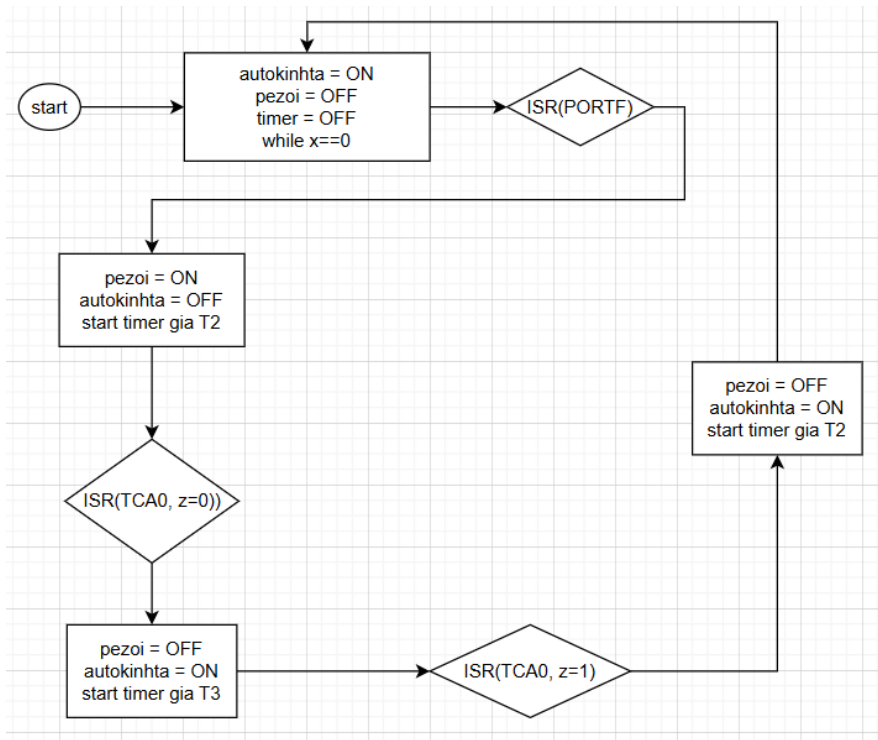 start
autokinhta = ON
pezoi = OFF
timer = OFF
while x==0
ISR(PORTF)
pezoi = ON
autokinhta = OFF
start timer gia T2
ISR(TCA0, z=0))
pezoi = OFF
autokinhta = ON
start timer gia T3
ISR(TCA0, z=1)
pezoi = OFF
autokinhta = ON
start timer gia T2